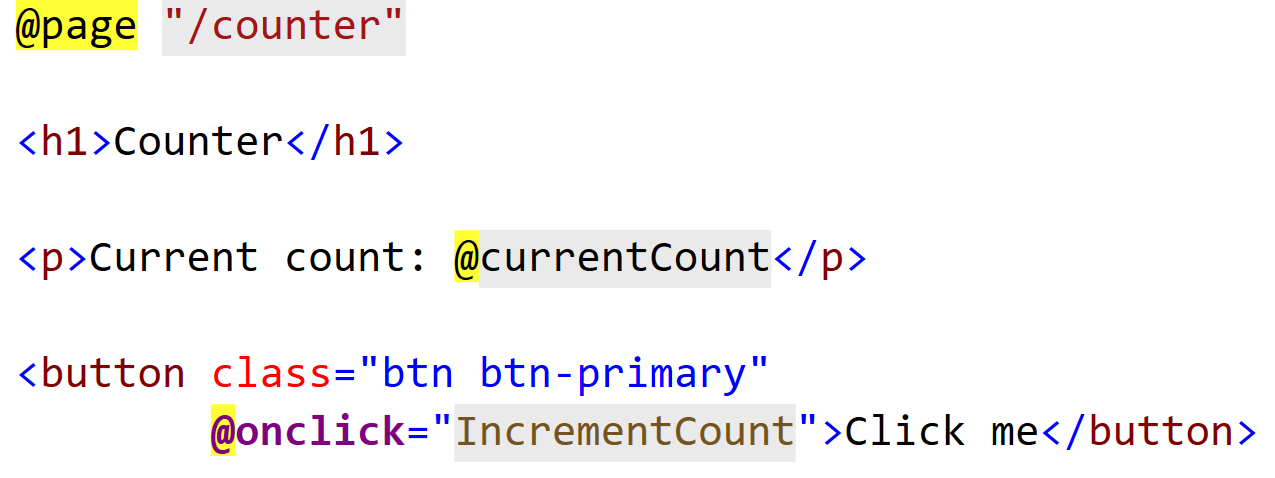 @page "/counter"
<h1>Counter</h1>
<p>Current count: @currentCount</p>
<button class="btn btn-primary"
@onclick="IncrementCount">Click me</button>